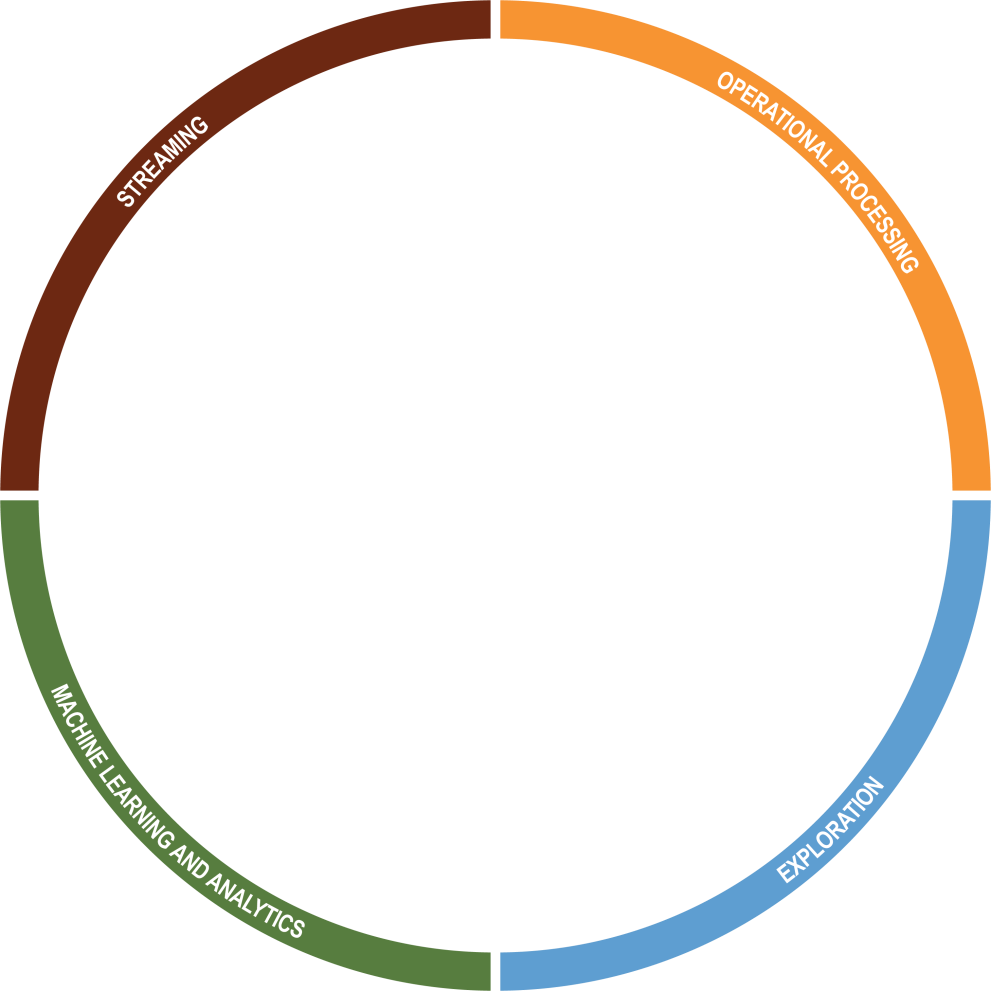 STREAMING
OPERATIONAL PROCESSING
MACHINE LEARNING AND ANALYTICS
EXPLORATION